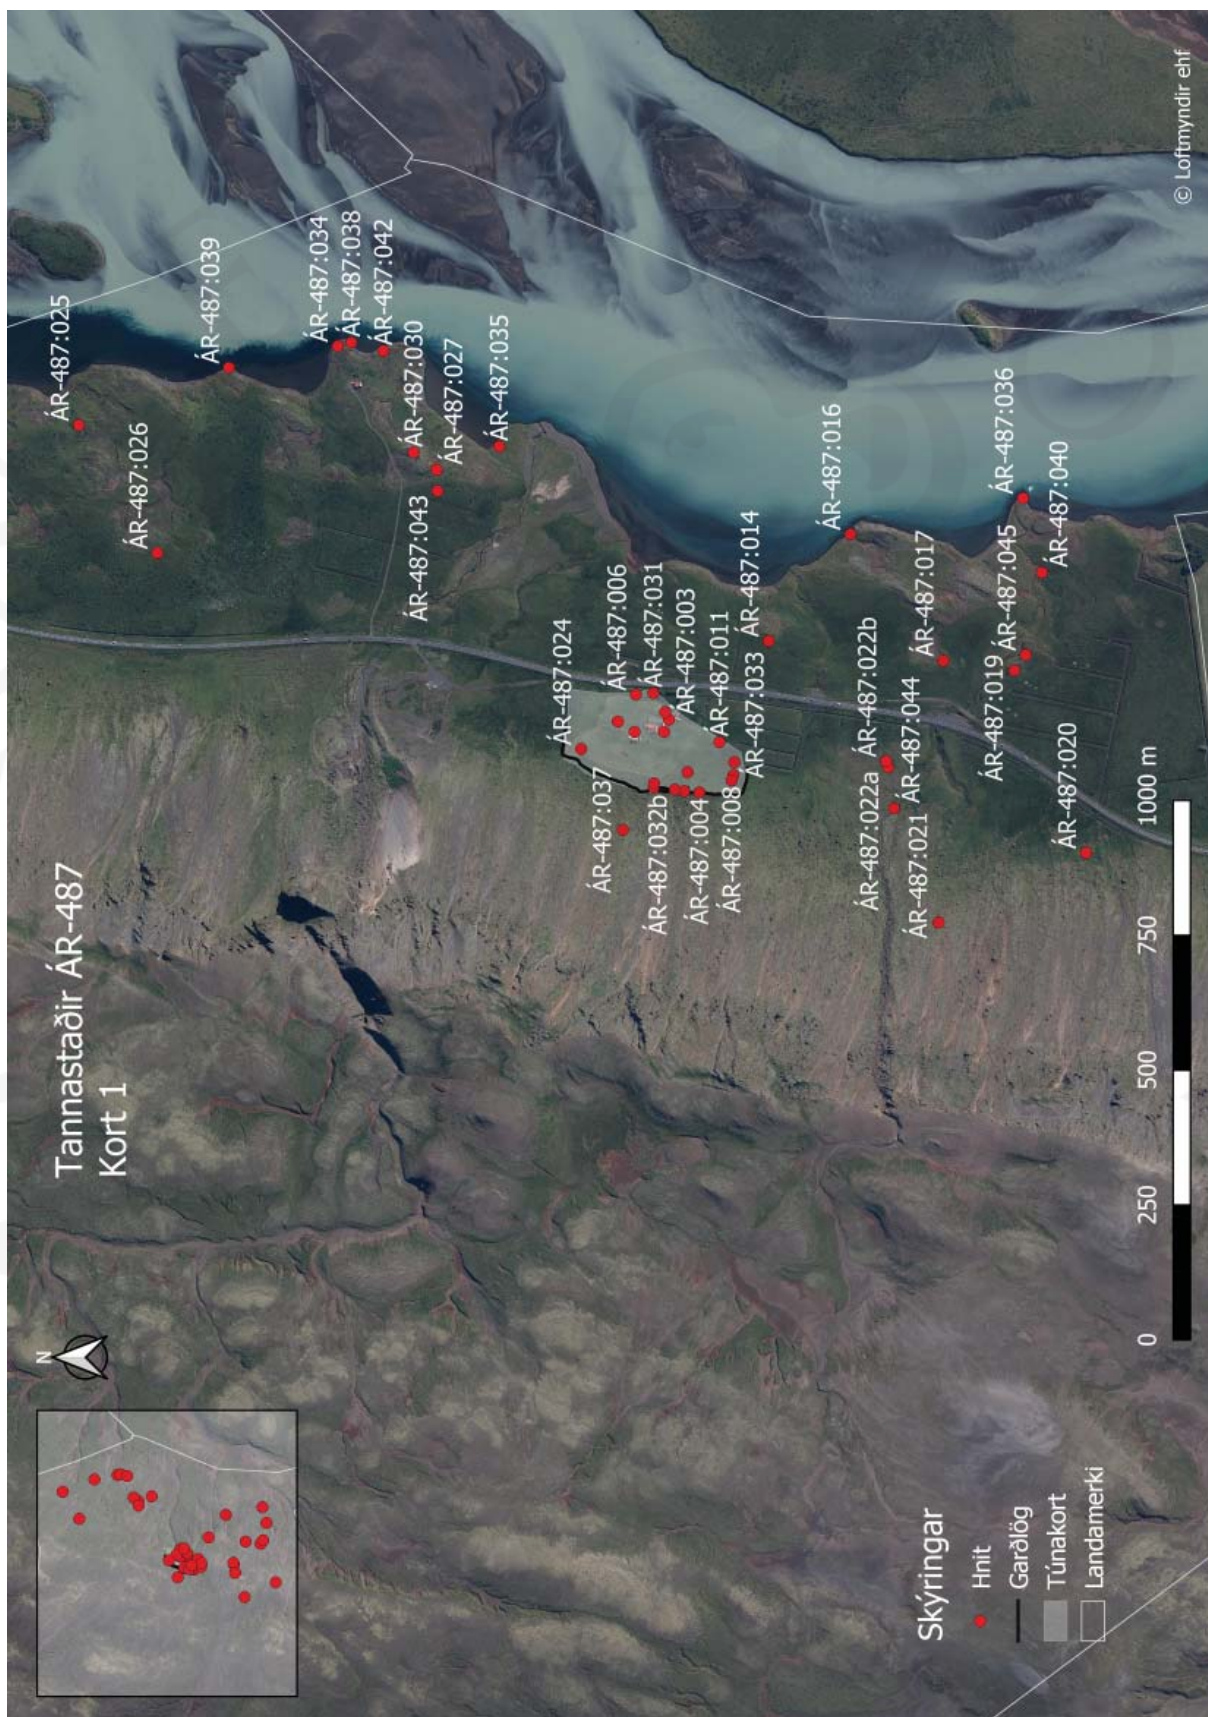 Tannastaðir ÁR-487
Kort 1
N
ÁR-487:025
ÁR-487:026
ÁR-487:039
ÁR-487:034
ÁR-487:038
ÁR-487:042
ÁR-487:030
ÁR-487:027
ÁR-487:043
ÁR-487:035
ÁR-487:024
ÁR-487:037
ÁR-487:006
ÁR-487:031
ÁR-487:032b
ÁR-487:003
ÁR-487:004
ÁR-487:011
ÁR-487:008
ÁR-487:033
ÁR-487:014
ÁR-487:016
ÁR-487:022b
ÁR-487:022a
ÁR-487:044
ÁR-487:017
ÁR-487:021
ÁR-487:019
ÁR-487:045
ÁR-487:036
ÁR-487:040
ÁR-487:020
Skýringar
Hnit
Garðlög
Túnakort
Landamerki
0 250 500 750 1000 m
© Loftmyndir ehf